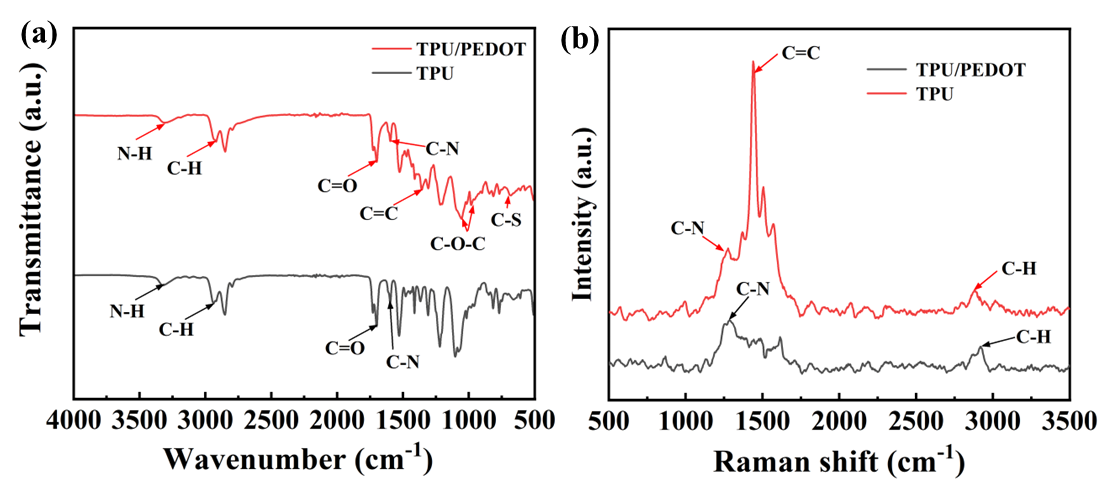 (a)
TPU/PEDOT
TPU
N-H
C-H
C=O
C-N
C=C
C-O-C
C-S
N-H
C-H
C=O
C-N
Transmittance (a.u.)
4000 3500 3000 2500 2000 1500 1000 500
Wavenumber (cm⁻¹)
(b)
C=C
TPU/PEDOT
TPU
C-N
C-H
C-N
C-H
Intensity (a.u.)
500 1000 1500 2000 2500 3000 3500
Raman shift (cm⁻¹)